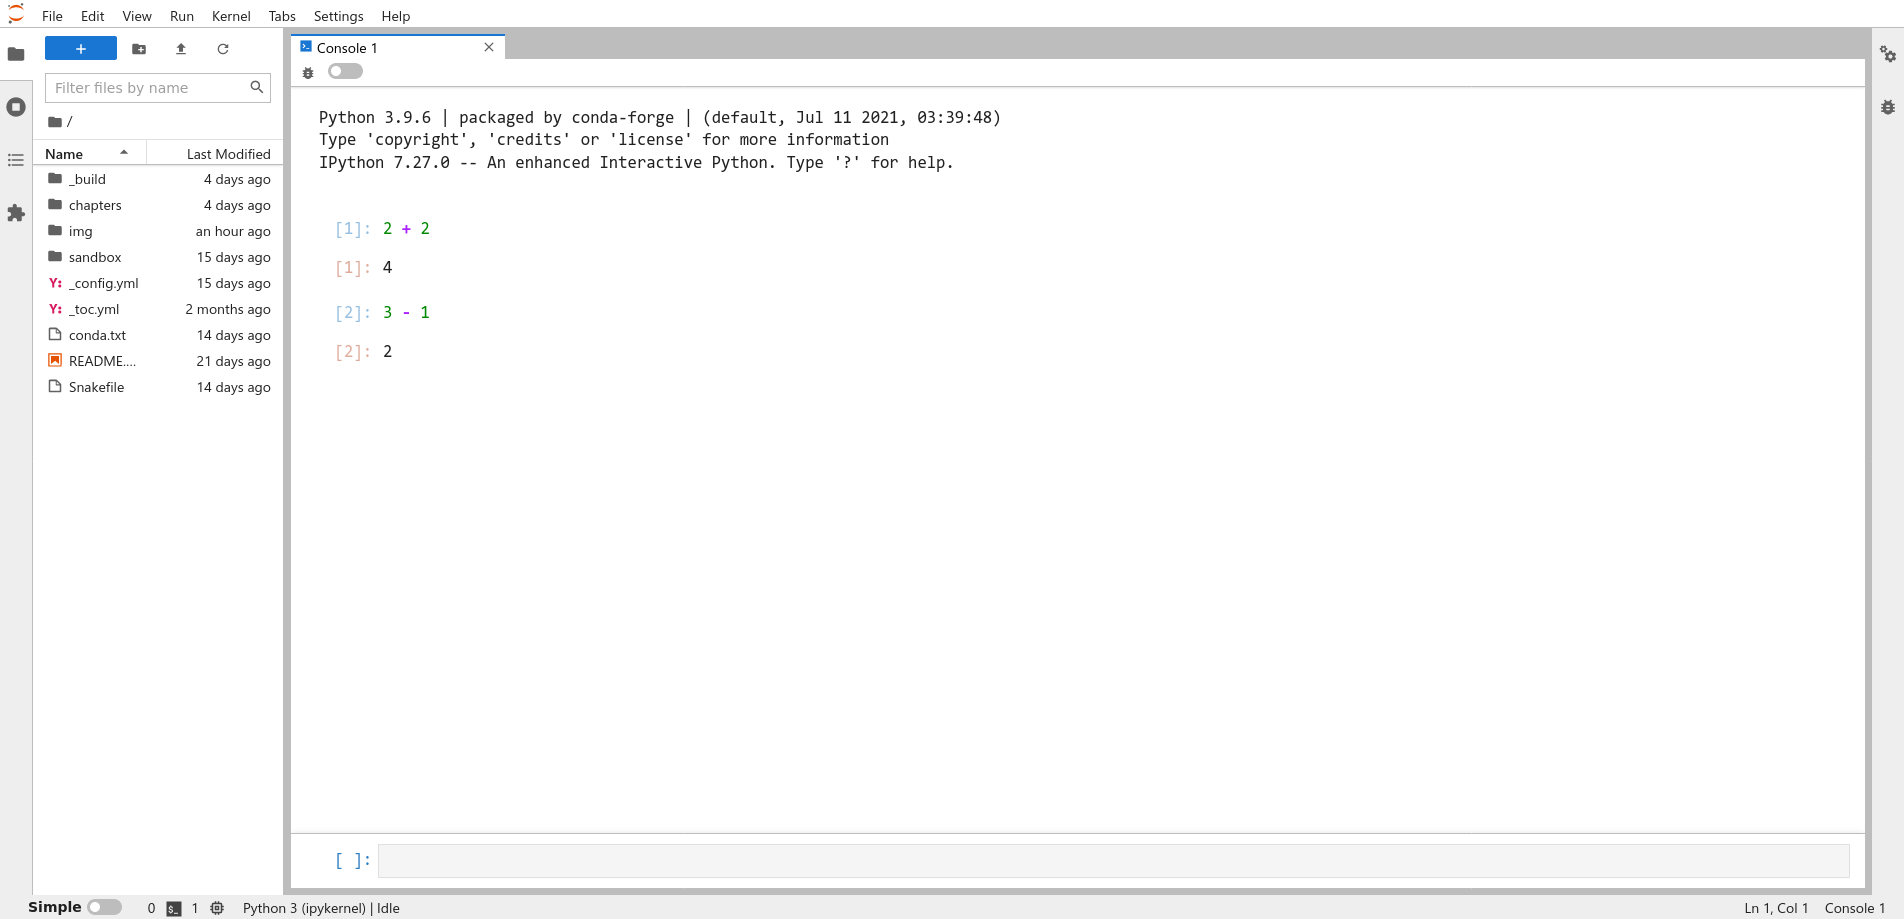 File Edit View Run Kernel Tabs Settings Help
+
Filter files by name
/
Name Last Modified
_build 4 days ago
chapters 4 days ago
img an hour ago
sandbox 15 days ago
Y: _config.yml 15 days ago
Y: _toc.yml 2 months ago
conda.txt 14 days ago
README.... 21 days ago
Snakefile 14 days ago
Console 1
Python 3.9.6 | packaged by conda-forge | (default, Jul 11 2021, 03:39:48)
Type 'copyright', 'credits' or 'license' for more information
IPython 7.27.0 -- An enhanced Interactive Python. Type '?' for help.
[1]: 2 + 2
[1]: 4
[2]: 3 - 1
[2]: 2
[ ]:
Simple 0 $_ 1 Python 3 (ipykernel) | Idle Ln 1, Col 1 Console 1